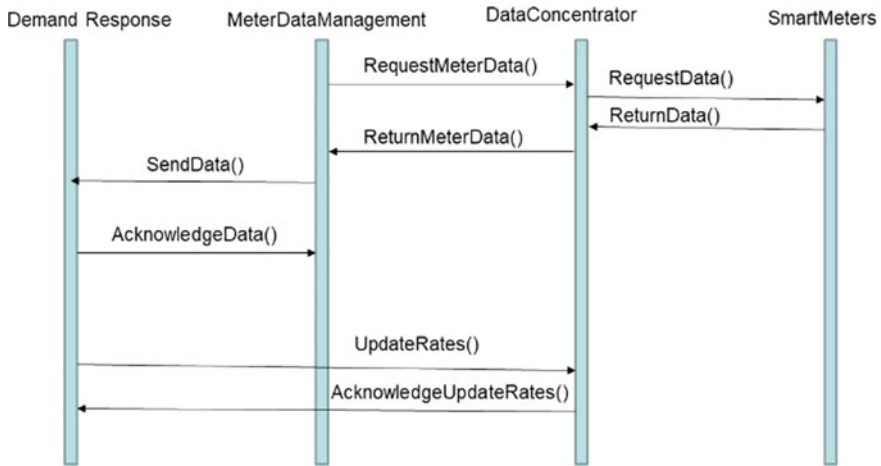 Demand Response
MeterDataManagement
DataConcentrator
SmartMeters
RequestMeterData()
RequestData()
ReturnData()
ReturnMeterData()
SendData()
AcknowledgeData()
UpdateRates()
AcknowledgeUpdateRates()